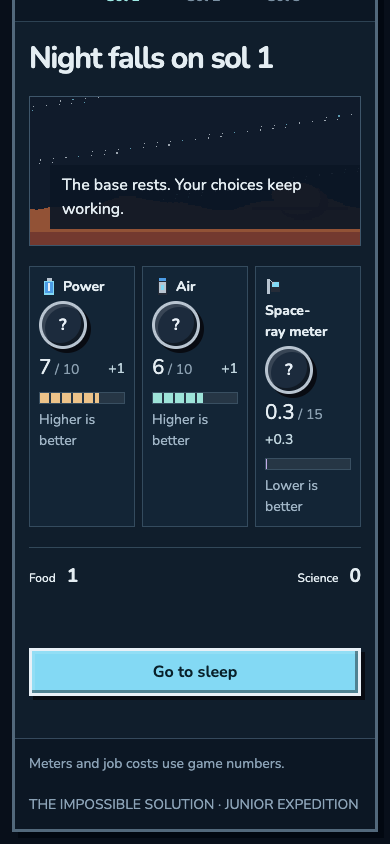 Night falls on sol 1
The base rests. Your choices keep
working.
Power
?
7 / 10 +1
Higher is
better
Air
?
6 / 10 +1
Higher is
better
Space-
ray meter
?
0.3 / 15
+0.3
Lower is
better
Food 1
Science 0
Go to sleep
Meters and job costs use game numbers.
THE IMPOSSIBLE SOLUTION · JUNIOR EXPEDITION